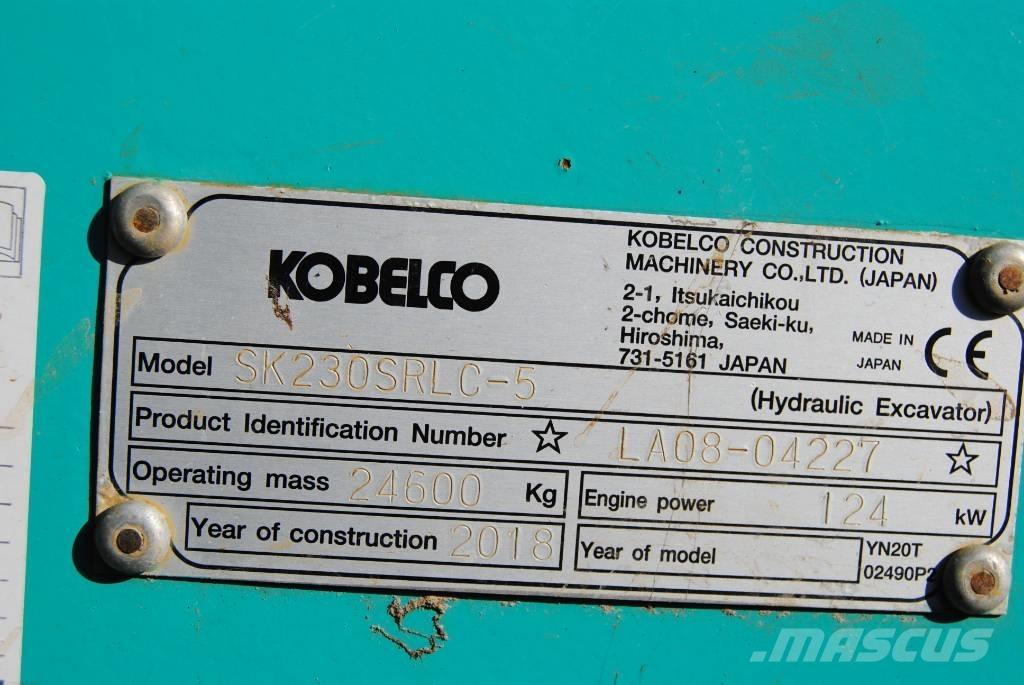 KOBELCO
KOBELCO CONSTRUCTION
MACHINERY CO.,LTD. (JAPAN)
2-1, Itsukaichikou
2-chome, Saeki-ku,
Hiroshima,
731-5161 JAPAN
MADE IN
JAPAN
CE
Model SK230SRLC-5 (Hydraulic Excavator)
Product Identification Number ☆ LA08-04227 ☆
Operating mass 24600 Kg
Engine power 124 kW
Year of construction 2018
Year of model
YN20T
02490P2
.MASCUS